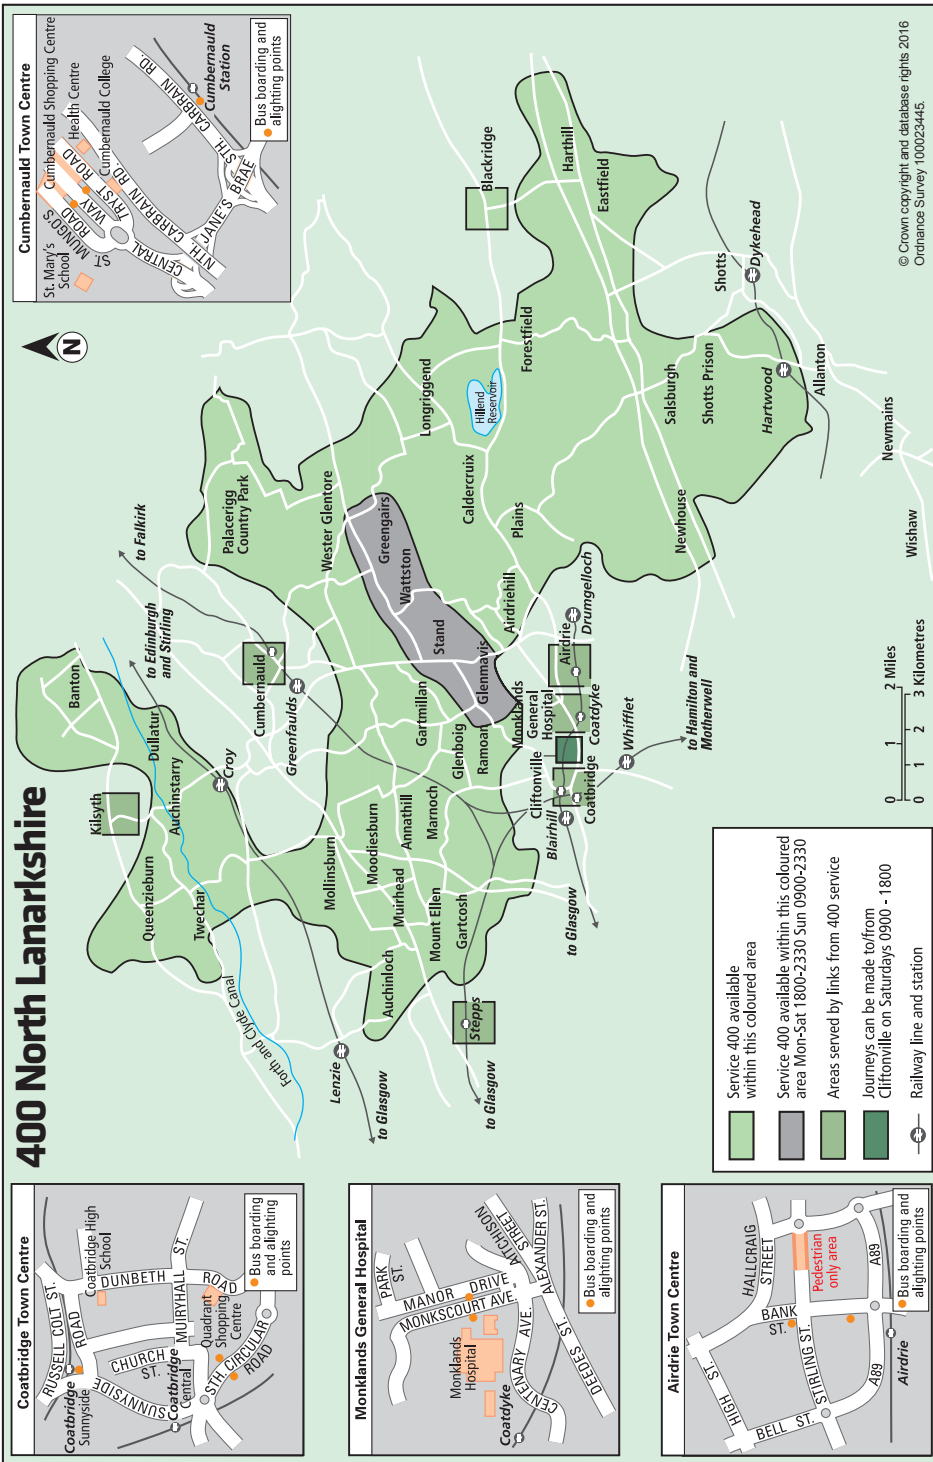 400 North Lanarkshire
Coatbridge Town Centre
RUSSELL COLT ST.
Coatbridge High
School
DUNBETH ROAD
Coatbridge
Sunnyside
SUNNYSIDE ROAD
CHURCH
ST.
MUIRYHALL ST.
Coatbridge
Central
Quadrant
Shopping
Centre
STH. CIRCULAR
ROAD
Bus boarding
and alighting
points
Monklands General Hospital
PARK
ST.
MANOR DRIVE
MONKSCOURT AVE.
AITCHISON
STREET
ALEXANDER ST.
Monklands
Hospital
CENTENARY AVE.
DEEDES ST.
Coatdyke
Bus boarding and
alighting points
Airdrie Town Centre
HALLCRAIG
STREET
HIGH ST.
BANK
ST.
Pedestrian
only area
STIRLING ST.
BELL ST.
A89
A89
Airdrie
Bus boarding and
alighting points
Cumbernauld Town Centre
St. Mary's
School
Cumbernauld Shopping Centre
Health Centre
Cumbernauld College
ST. MUNGO'S
ROAD
CENTRAL WAY
TRYST ROAD
NTH. CARBRAIN RD.
STH. CARBRAIN RD.
JANE'S BRAE
Cumbernauld
Station
Bus boarding and
alighting points
N
Banton
Kilsyth
Dullatur
Auchinstarry
Queenzieburn
Twechar
Croy
Forth and Clyde Canal
to Edinburgh
and Stirling
to Falkirk
Palacerigg
Country Park
Cumbernauld
Greenfaulds
Wester Glentore
Mollinsburn
Lenzie
to Glasgow
Moodiesburn
Annathill
Marnoch
Muirhead
Mount Ellen
Gartcosh
Auchinloch
Stepps
to Glasgow
Greengairs
Wattston
Stand
Glenmavis
Gartmillan
Glenboig
Ramoan
Longriggend
Hillend
Reservoir
Caldercruix
Forestfield
Plains
Airdriehill
Airdrie
Drumgelloch
Monklands
General
Hospital
Coatdyke
Cliftonville
Coatbridge
Blairhill
Whifflet
to Glasgow
to Hamilton and
Motherwell
Blackridge
Harthill
Eastfield
Salsburgh
Shotts Prison
Newhouse
Hartwood
Shotts
Dykehead
Allanton
Newmains
Wishaw
0 1 2 Miles
0 1 2 3 Kilometres
Service 400 available
within this coloured area
Service 400 available within this coloured
area Mon-Sat 1800-2330 Sun 0900-2330
Areas served by links from 400 service
Journeys can be made to/from
Cliftonville on Saturdays 0900 - 1800
Railway line and station
© Crown copyright and database rights 2016
Ordnance Survey 100023445.